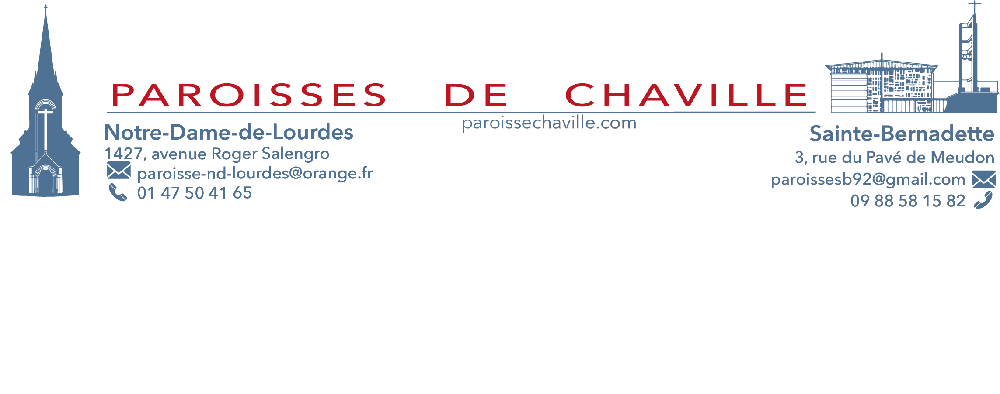 PAROISSES DE CHAVILLE
paroissechaville.com
Notre-Dame-de-Lourdes
1427, avenue Roger Salengro
paroisse-nd-lourdes@orange.fr
01 47 50 41 65
Sainte-Bernadette
3, rue du Pavé de Meudon
paroissesb92@gmail.com
09 88 58 15 82